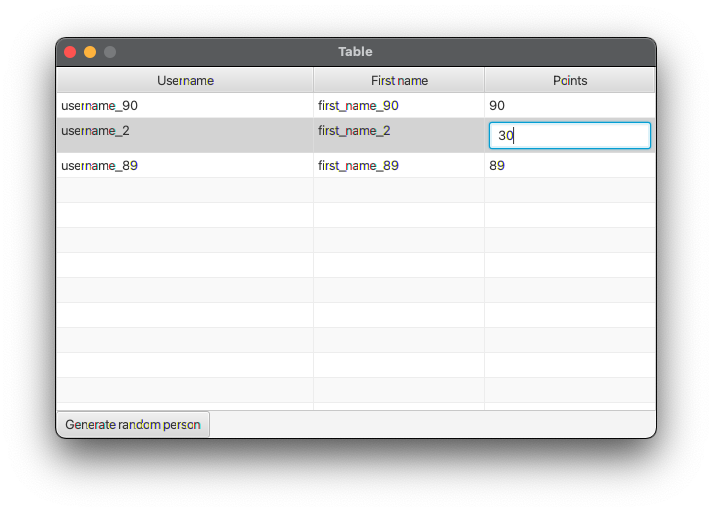 Table
Username First name Points
username_90 first_name_90 90
username_2 first_name_2 30
username_89 first_name_89 89
Generate random person